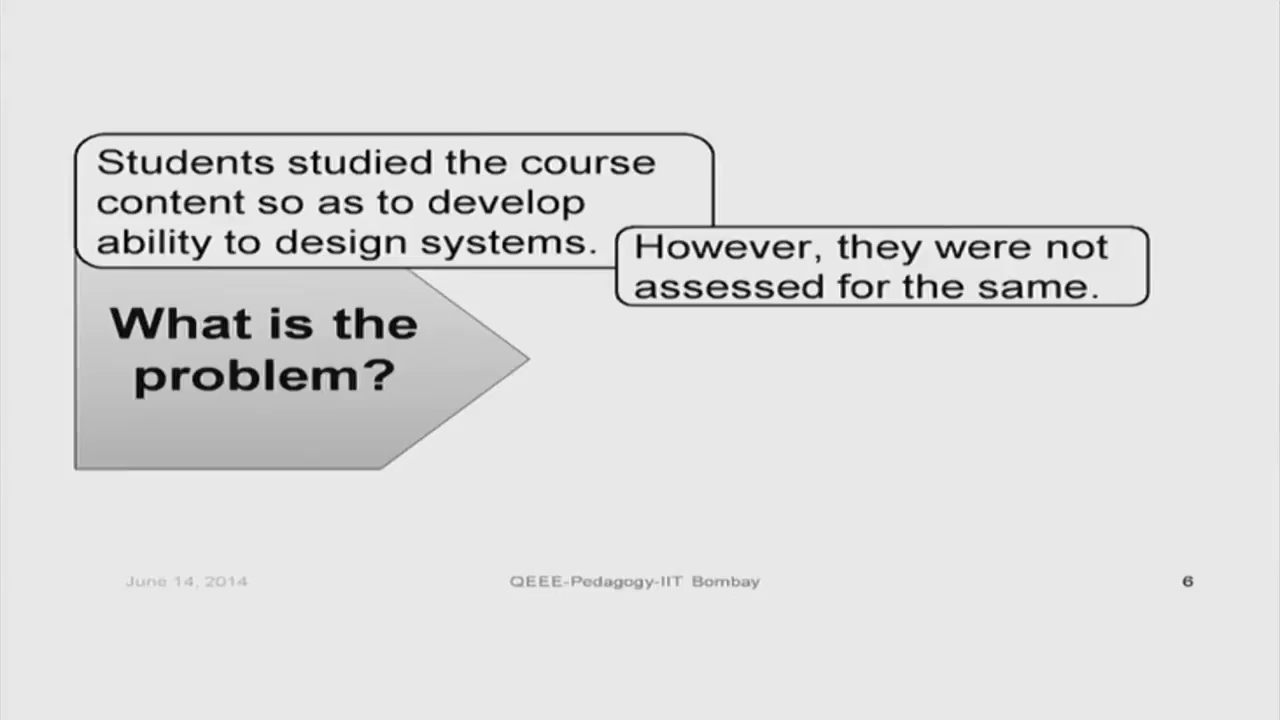 Students studied the course
content so as to develop
ability to design systems.
However, they were not
assessed for the same.
What is the
problem?
June 14, 2014
QEEE-Pedagogy-IIT Bombay
6